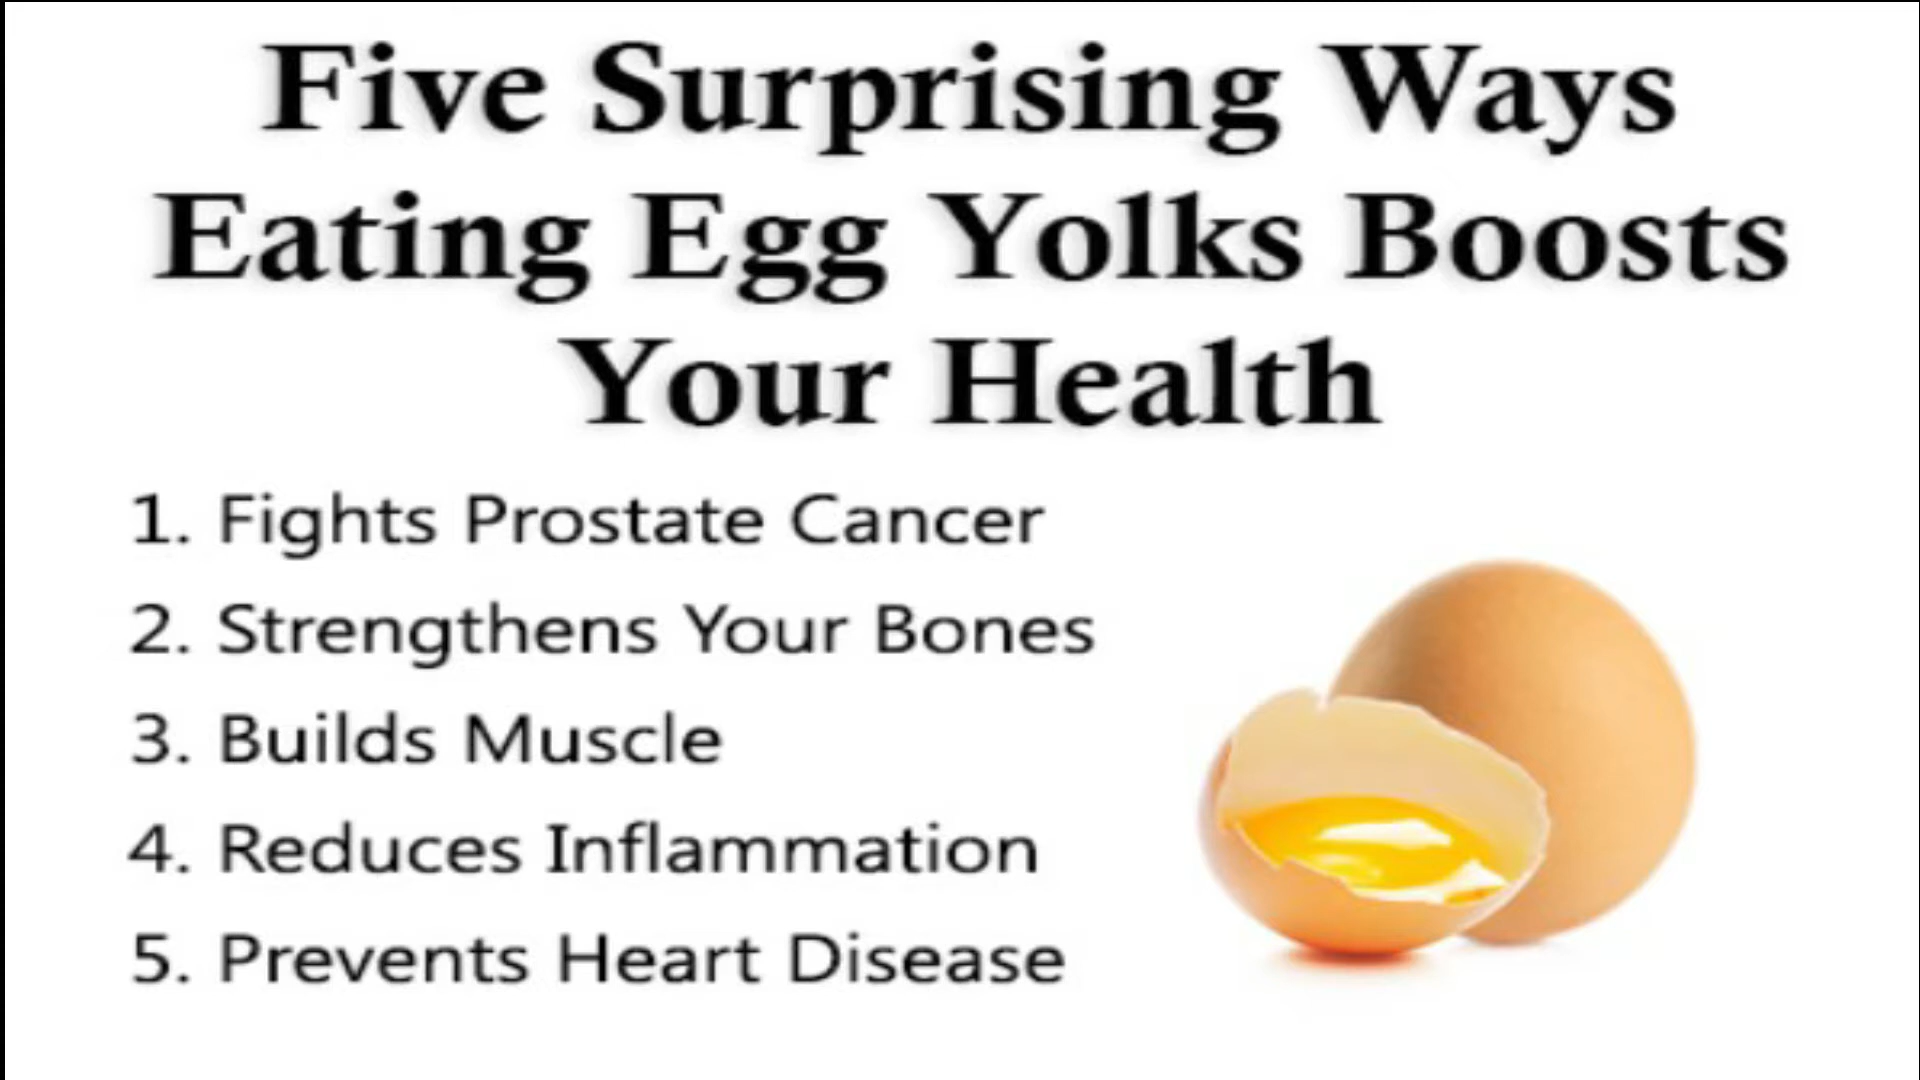 Five Surprising Ways
Eating Egg Yolks Boosts
Your Health
1. Fights Prostate Cancer
2. Strengthens Your Bones
3. Builds Muscle
4. Reduces Inflammation
5. Prevents Heart Disease